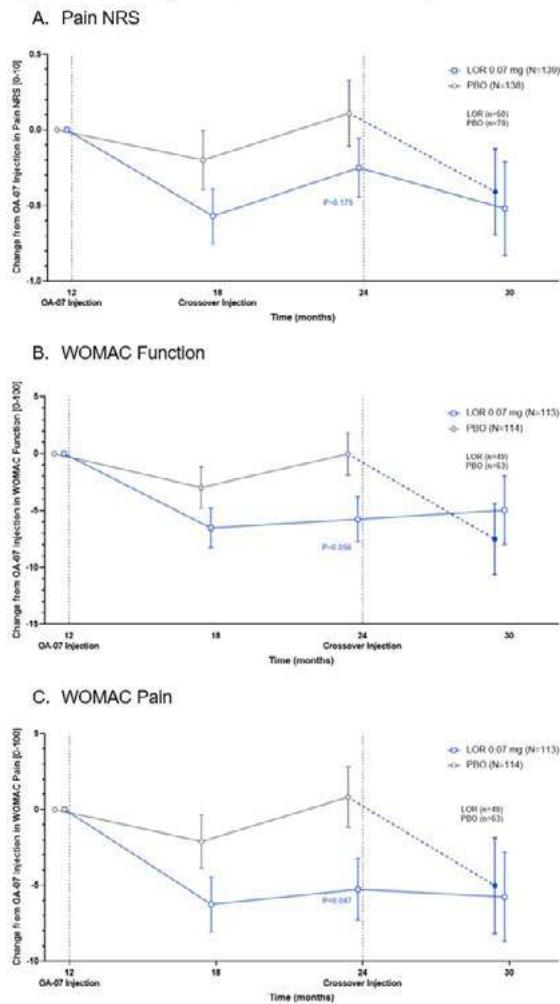 A. Pain NRS
Change from OA-07 Injection in Pain NRS [0-10]
0.5
0.0
-0.5
-1.0
LOR 0.07 mg (N=139)
PBO (N=138)
LOR (n=60)
P=0.175
12
18
24
30
OA-07 Injection
Crossover Injection
Time (months)
B. WOMAC Function
Change from OA-07 Injection in WOMAC Function [0-100]
5
0
-5
-10
-15
LOR 0.07 mg (N=113)
PBO (N=114)
LOR (n=49)
PBO (n=63)
12
18
24
30
OA-07 Injection
Crossover Injection
Time (months)
C. WOMAC Pain
Change from OA-07 Injection in WOMAC Pain [0-100]
5
0
-5
-10
LOR 0.07 mg (N=113)
PBO (N=114)
LOR (n=49)
PBO (n=63)
P=0.047
12
18
24
30
OA-07 Injection
Crossover Injection
Time (months)